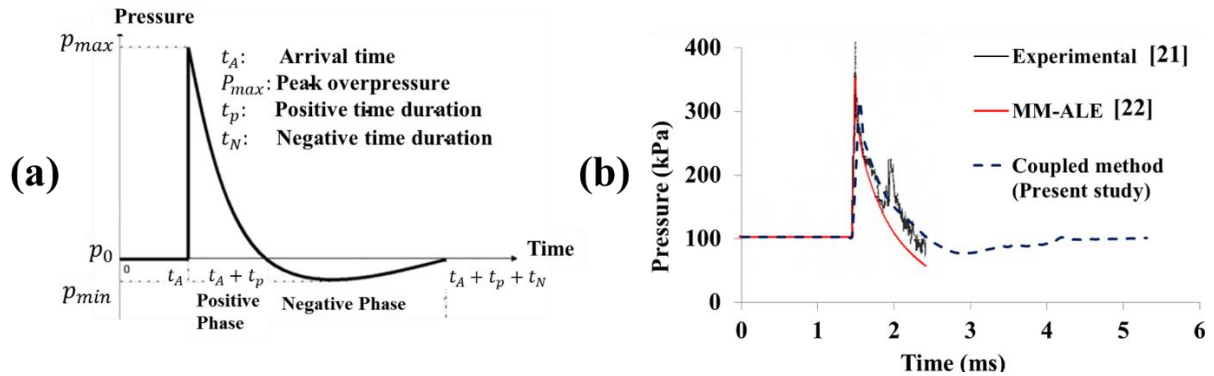 (a)
Pressure
p_max
t_A: Arrival time
P_max: Peak overpressure
t_p: Positive time duration
t_N: Negative time duration
p_0
0
Time
t_A
t_A + t_p
t_A + t_p + t_N
p_min
Positive
Phase
Negative Phase
(b)
Pressure (kPa)
400
300
200
100
0
Experimental [21]
MM-ALE [22]
Coupled method
(Present study)
0 1 2 3 4 5 6
Time (ms)